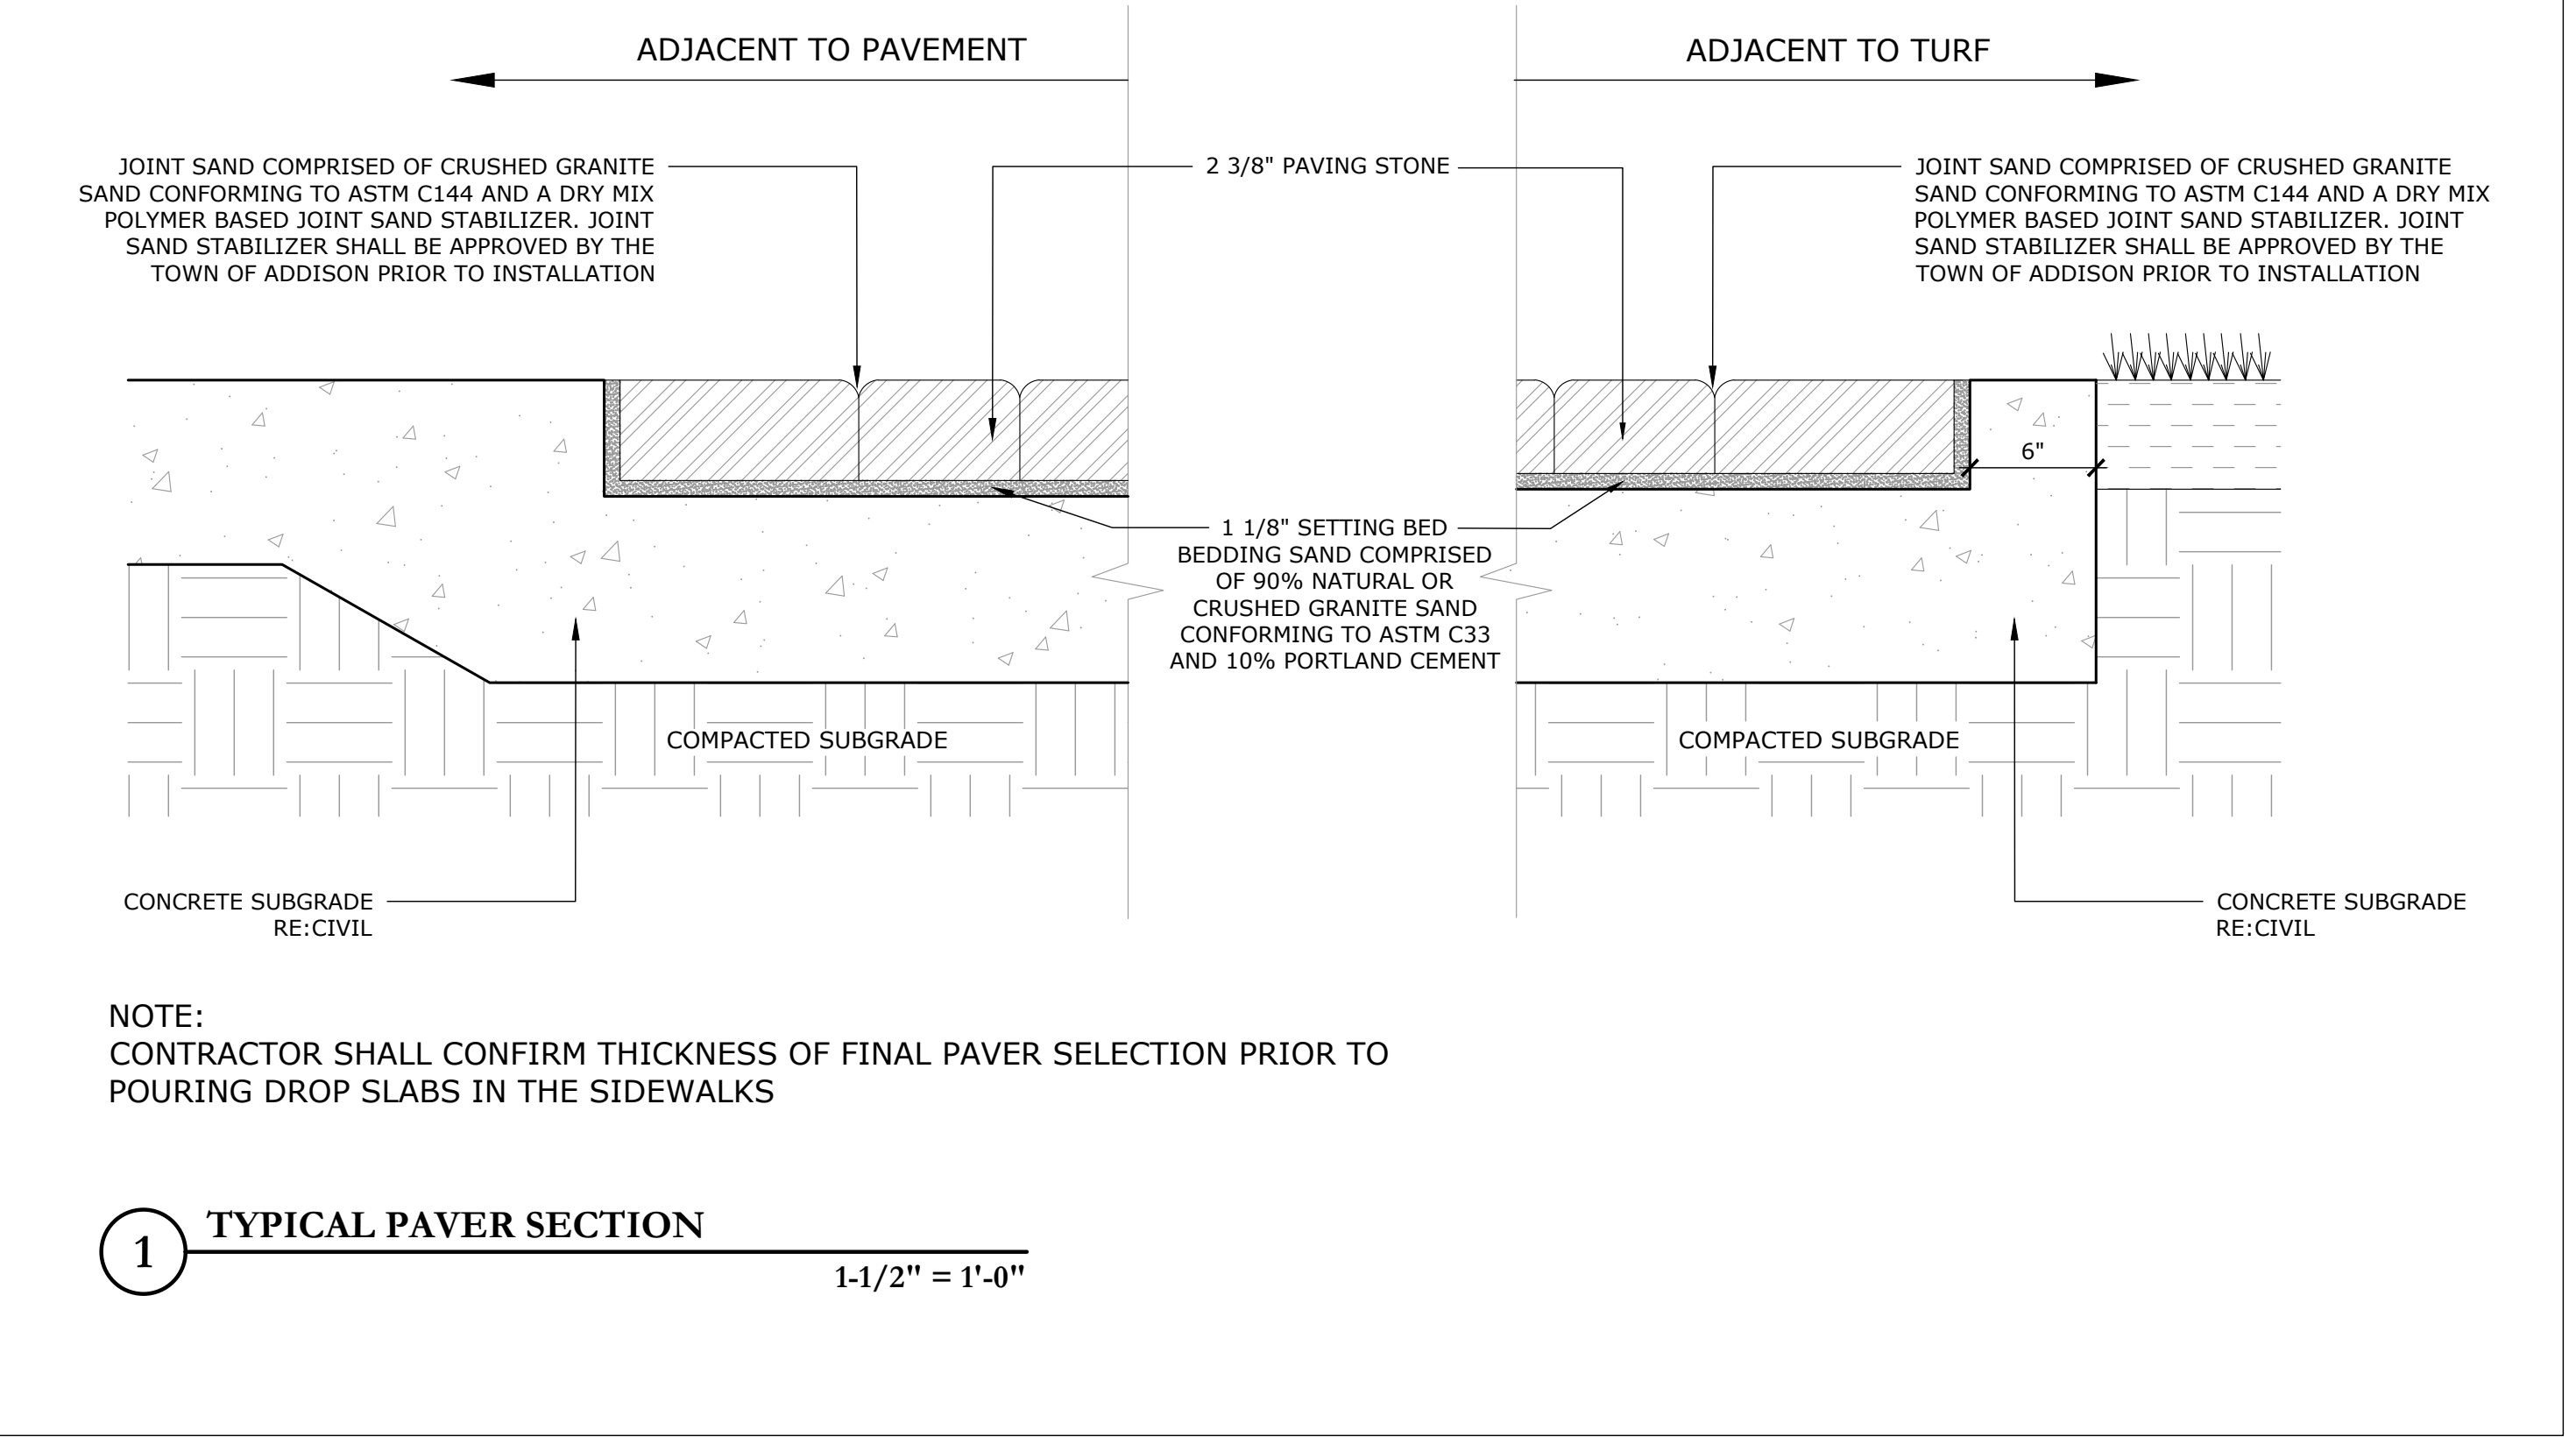 ADJACENT TO PAVEMENT
ADJACENT TO TURF
JOINT SAND COMPRISED OF CRUSHED GRANITE
SAND CONFORMING TO ASTM C144 AND A DRY MIX
POLYMER BASED JOINT SAND STABILIZER. JOINT
SAND STABILIZER SHALL BE APPROVED BY THE
TOWN OF ADDISON PRIOR TO INSTALLATION
2 3/8" PAVING STONE
JOINT SAND COMPRISED OF CRUSHED GRANITE
SAND CONFORMING TO ASTM C144 AND A DRY MIX
POLYMER BASED JOINT SAND STABILIZER. JOINT
SAND STABILIZER SHALL BE APPROVED BY THE
TOWN OF ADDISON PRIOR TO INSTALLATION
6"
1 1/8" SETTING BED
BEDDING SAND COMPRISED
OF 90% NATURAL OR
CRUSHED GRANITE SAND
CONFORMING TO ASTM C33
AND 10% PORTLAND CEMENT
COMPACTED SUBGRADE
COMPACTED SUBGRADE
CONCRETE SUBGRADE
RE:CIVIL
CONCRETE SUBGRADE
RE:CIVIL
NOTE:
CONTRACTOR SHALL CONFIRM THICKNESS OF FINAL PAVER SELECTION PRIOR TO
POURING DROP SLABS IN THE SIDEWALKS
1
TYPICAL PAVER SECTION
1-1/2" = 1'-0"